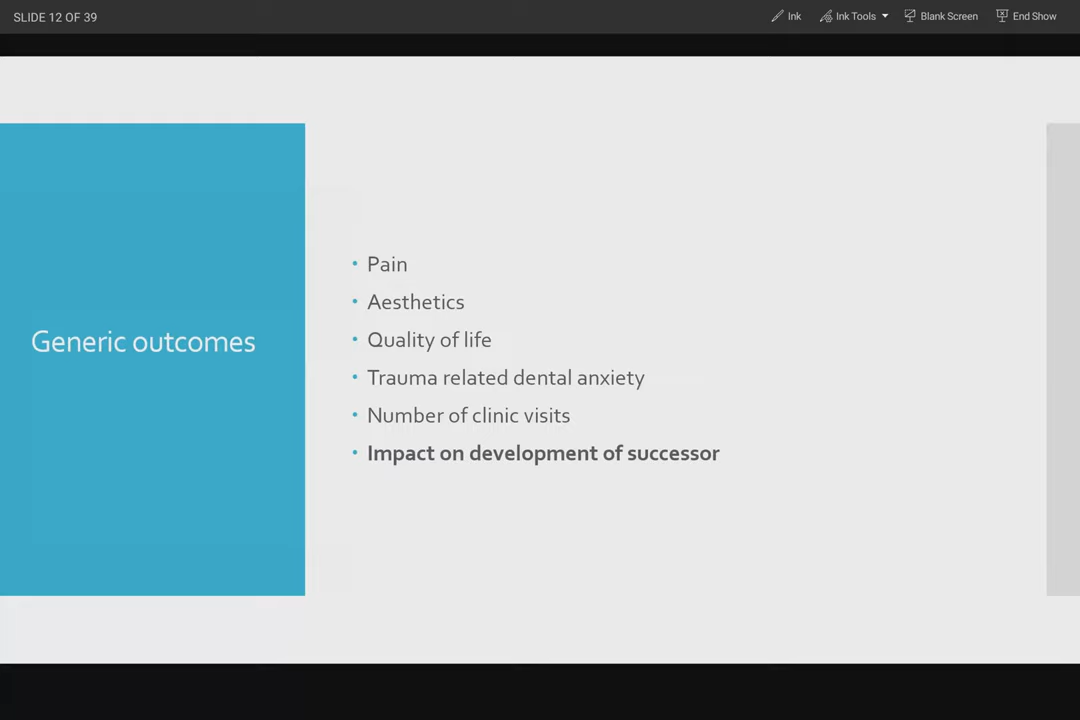 SLIDE 12 OF 39
Ink
Ink Tools
Blank Screen
End Show
Generic outcomes
• Pain
• Aesthetics
• Quality of life
• Trauma related dental anxiety
• Number of clinic visits
• Impact on development of successor